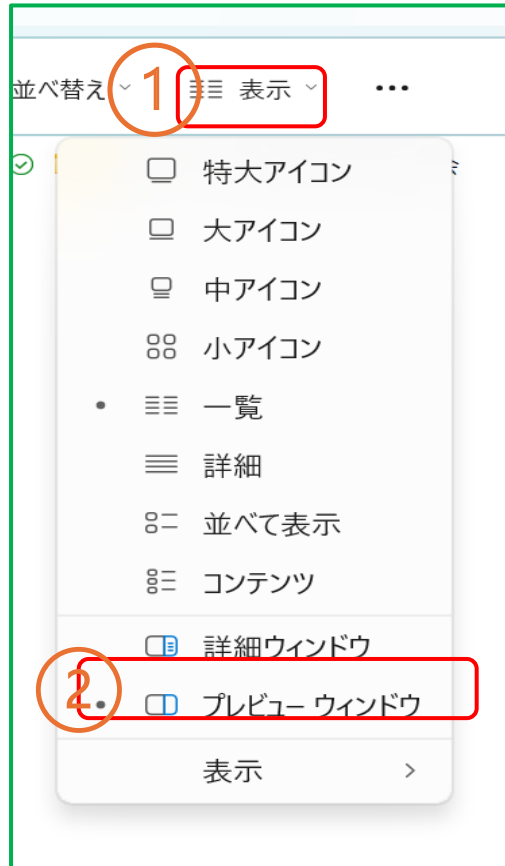 並べ替え ① 表示 •••
特大アイコン
大アイコン
中アイコン
小アイコン
• 一覧
詳細
並べて表示
コンテンツ
詳細ウィンドウ
② • プレビュー ウィンドウ
表示 >